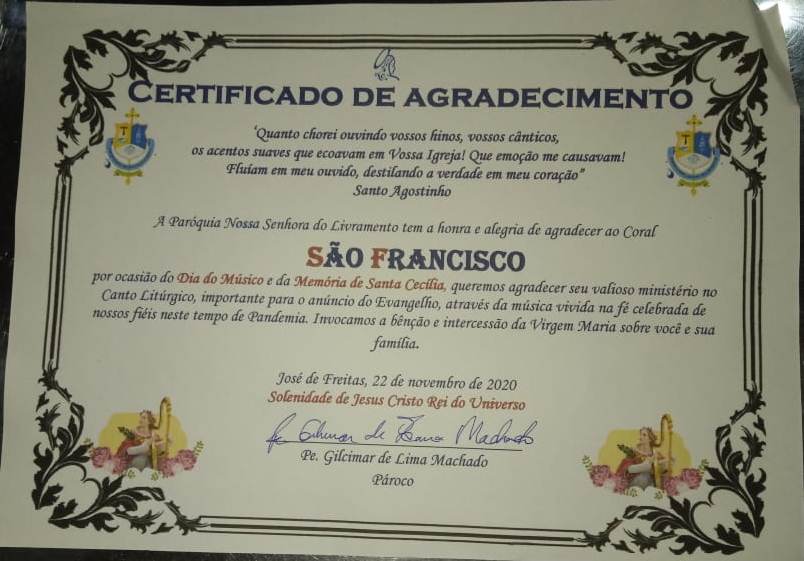 CERTIFICADO DE AGRADECIMENTO
'Quanto chorei ouvindo vossos hinos, vossos cânticos,
os acentos suaves que ecoavam em Vossa Igreja! Que emoção me causavam!
Fluíam em meu ouvido, destilando a verdade em meu coração”
Santo Agostinho
A Paróquia Nossa Senhora do Livramento tem a honra e alegria de agradecer ao Coral
SÃO FRANCISCO
por ocasião do Dia do Músico e da Memória de Santa Cecília, queremos agradecer seu valioso ministério no
Canto Litúrgico, importante para o anúncio do Evangelho, através da música vivida na fé celebrada de
nossos fiéis neste tempo de Pandemia. Invocamos a bênção e intercessão da Virgem Maria sobre você e sua
família.
José de Freitas, 22 de novembro de 2020
Solenidade de Jesus Cristo Rei do Universo
Pe. Gilcimar de Lima Machado
Pe. Gilcimar de Lima Machado
Pároco